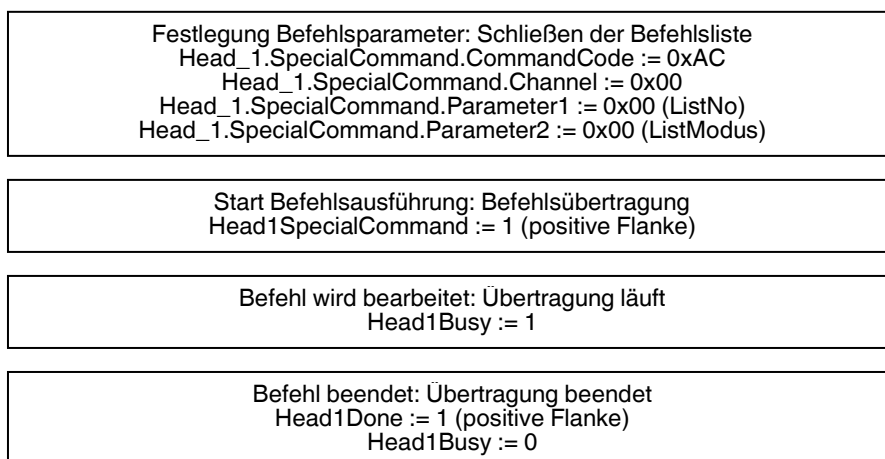 Festlegung Befehlsparameter: Schließen der Befehlsliste
Head_1.SpecialCommand.CommandCode := 0xAC
Head_1.SpecialCommand.Channel := 0x00
Head_1.SpecialCommand.Parameter1 := 0x00 (ListNo)
Head_1.SpecialCommand.Parameter2 := 0x00 (ListModus)
Start Befehlsausführung: Befehlsübertragung
Head1SpecialCommand := 1 (positive Flanke)
Befehl wird bearbeitet: Übertragung läuft
Head1Busy := 1
Befehl beendet: Übertragung beendet
Head1Done := 1 (positive Flanke)
Head1Busy := 0